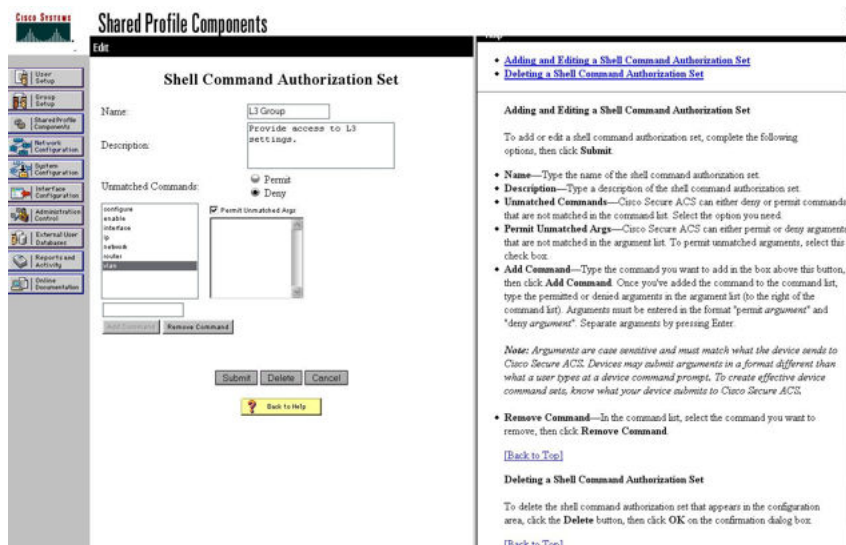 Cisco Systems
Shared Profile Components
Edit
User Setup
Group Setup
Shared Profile Components
Network Configuration
System Configuration
Interface Configuration
Administration Control
External User Databases
Reports and Activity
Online Documentation
Shell Command Authorization Set
Name:
L3 Group
Description:
Provide access to L3
settings.
Unmatched Commands:
Permit
Deny
configure
enable
interface
ip
network
router
vlan
Permit Unmatched Args
Add Command
Remove Command
Submit
Delete
Cancel
Back to Help
• Adding and Editing a Shell Command Authorization Set
• Deleting a Shell Command Authorization Set
Adding and Editing a Shell Command Authorization Set
To add or edit a shell command authorization set, complete the following
options, then click Submit.
• Name—Type the name of the shell command authorization set.
• Description—Type a description of the shell command authorization set.
• Unmatched Commands—Cisco Secure ACS can either deny or permit commands
that are not matched in the command list. Select the option you need.
• Permit Unmatched Args—Cisco Secure ACS can either permit or deny arguments
that are not matched in the argument list. To permit unmatched arguments, select this
check box.
• Add Command—Type the command you want to add in the box above this button,
then click Add Command. Once you've added the command to the command list,
type the permitted or denied arguments in the argument list (to the right of the
command list). Arguments must be entered in the format "permit argument" and
"deny argument". Separate arguments by pressing Enter.
Note: Arguments are case sensitive and must match what the device sends to
Cisco Secure ACS. Devices may submit arguments in a format different than
what a user types at a device command prompt. To create effective device
command sets, know what your device submits to Cisco Secure ACS.
• Remove Command—In the command list, select the command you want to
remove, then click Remove Command.
[Back to Top]
Deleting a Shell Command Authorization Set
To delete the shell command authorization set that appears in the configuration
area, click the Delete button, then click OK on the confirmation dialog box.
[Back to Top]